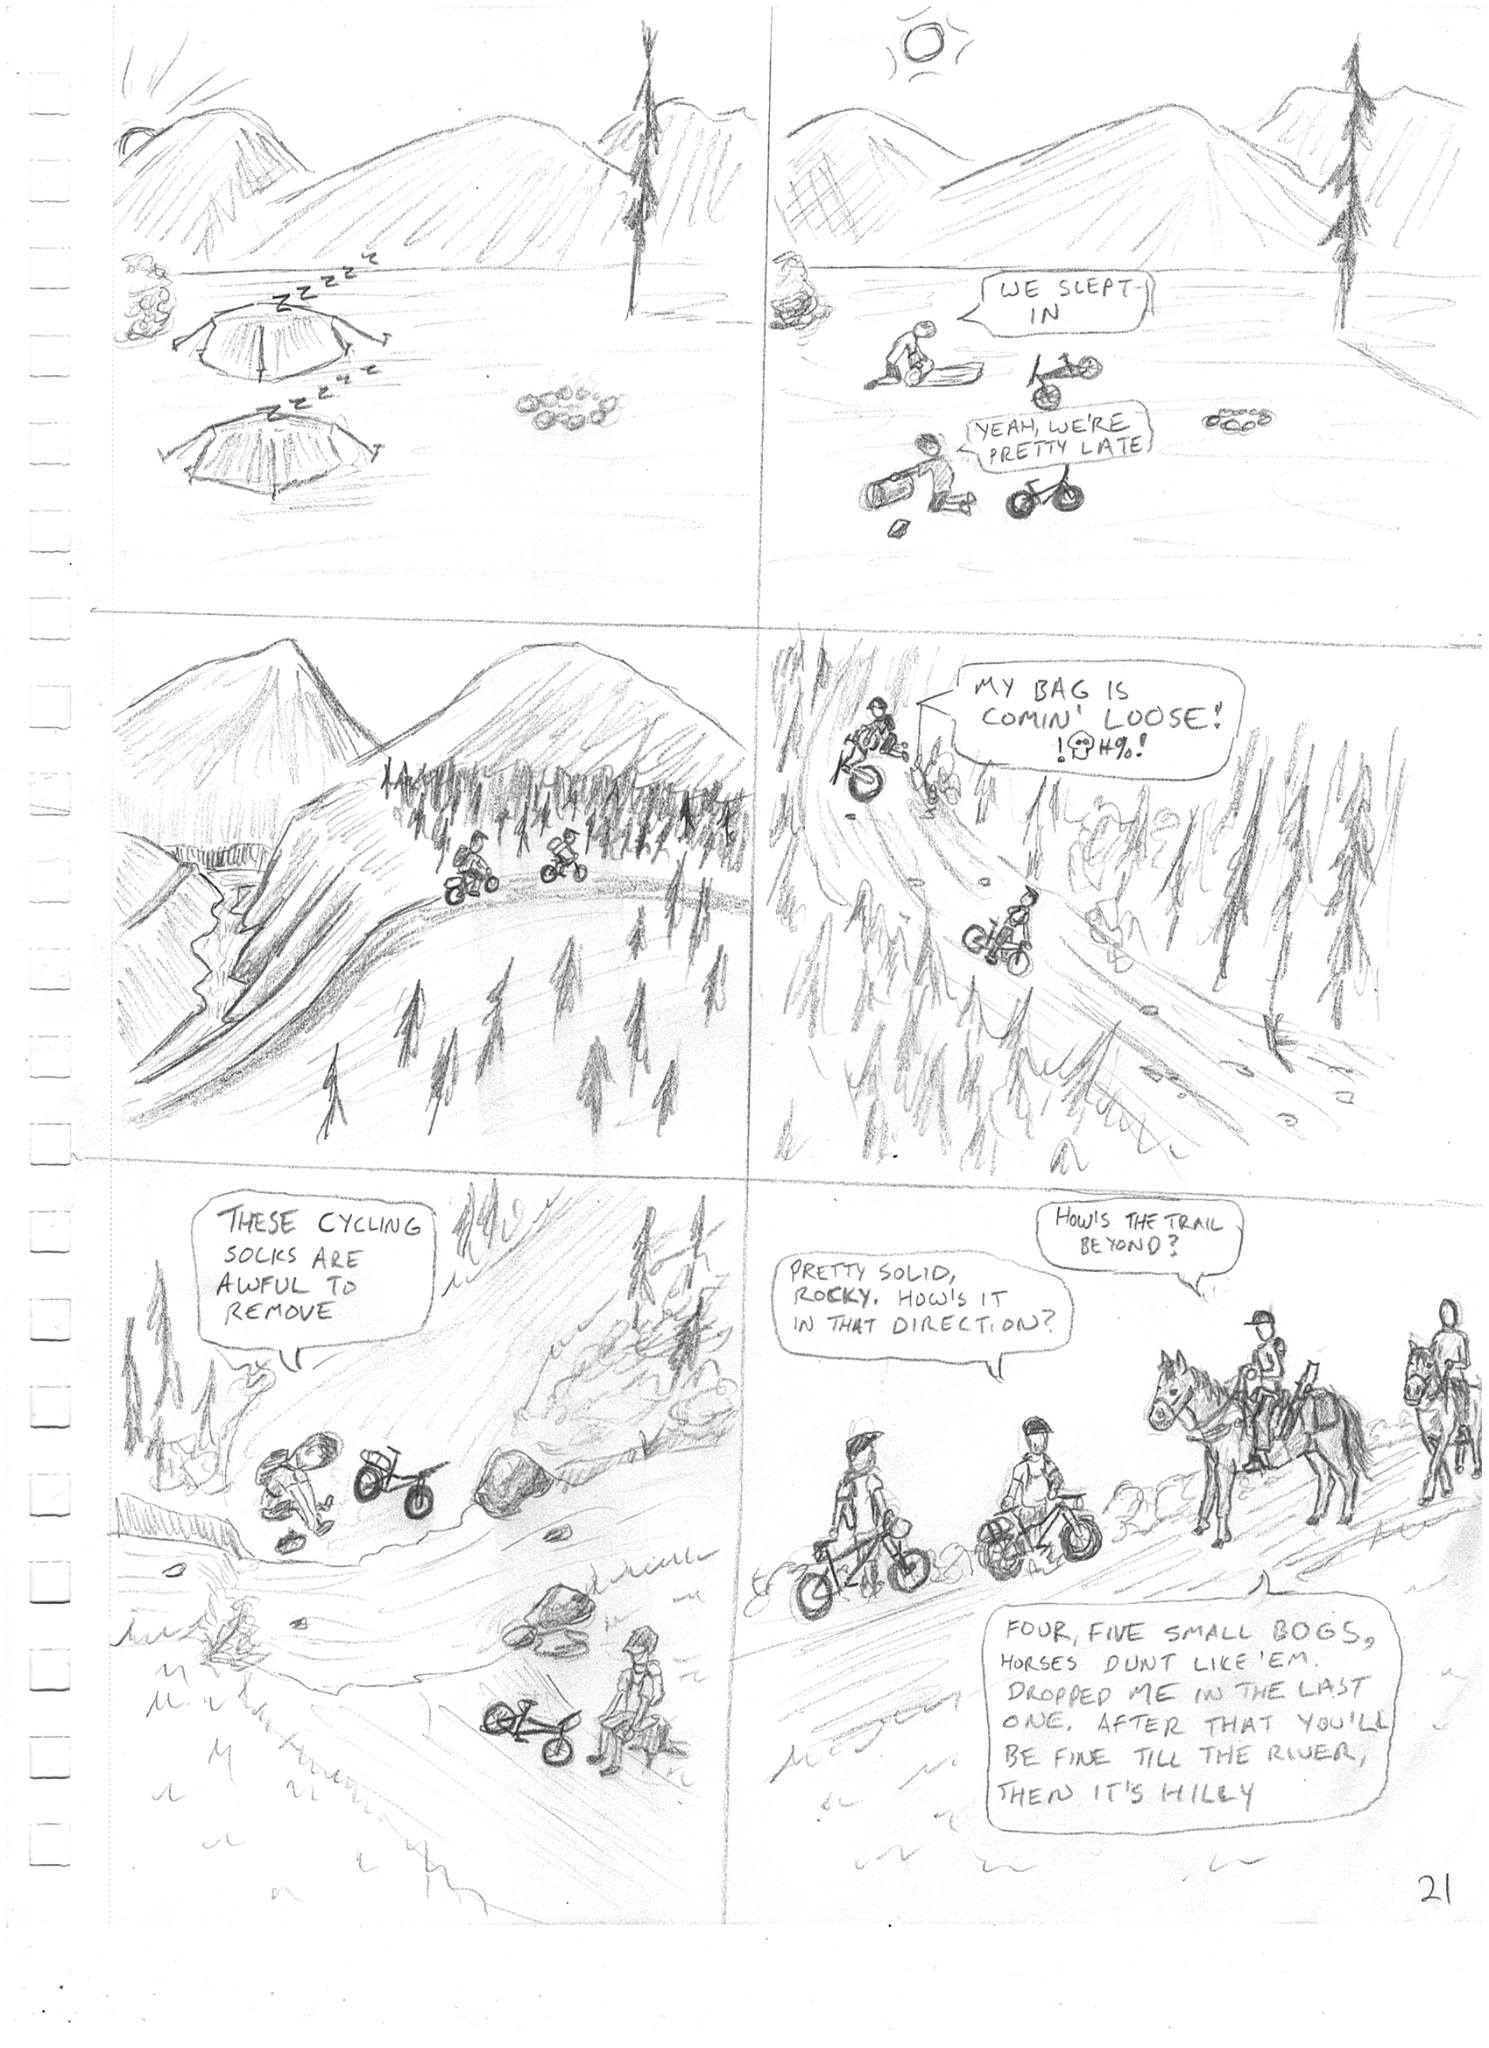 Z Z Z Z Z
Z Z Z Z Z
WE SLEPT
IN
YEAH, WE'RE
PRETTY LATE
MY BAG IS
COMIN' LOOSE!
!☠#%!
THESE CYCLING
SOCKS ARE
AWFUL TO
REMOVE
HOW'S THE TRAIL
BEYOND?
PRETTY SOLID,
ROCKY. HOW'S IT
IN THAT DIRECTION?
FOUR, FIVE SMALL BOGS,
HORSES DUNT LIKE 'EM.
DROPPED ME IN THE LAST
ONE. AFTER THAT YOU'LL
BE FINE TILL THE RIVER,
THEN IT'S HILLY
21